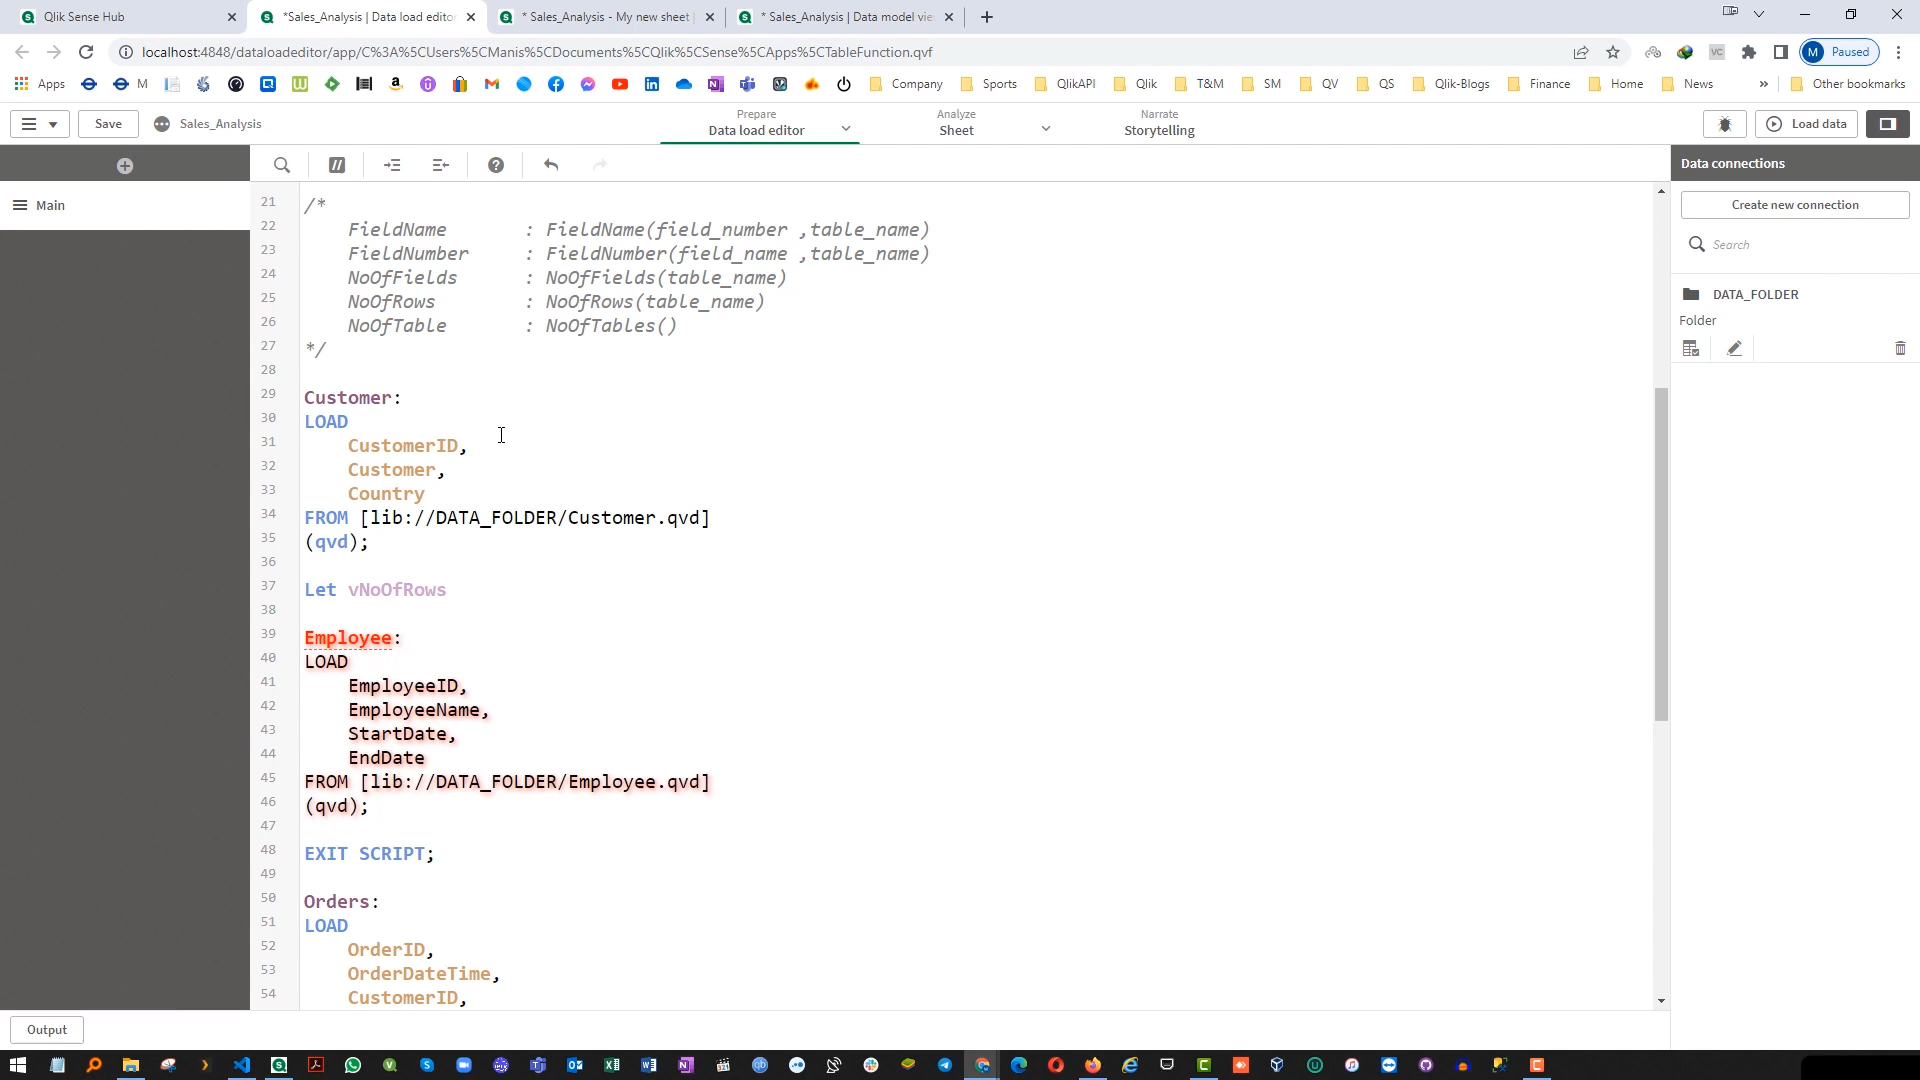 Qlik Sense Hub
*Sales_Analysis | Data load editor
* Sales_Analysis - My new sheet |
* Sales_Analysis | Data model vie
localhost:4848/dataloadeditor/app/C%3A%5CUsers%5CManis%5CDocuments%5CQlik%5CSense%5CApps%5CTableFunction.qvf
M Paused
Apps
M
Company
Sports
QlikAPI
Qlik
T&M
SM
QV
QS
Qlik-Blogs
Finance
Home
News
Other bookmarks
Save
Sales_Analysis
Prepare
Data load editor
Analyze
Sheet
Narrate
Storytelling
Load data
Main
Data connections
Create new connection
Search
DATA_FOLDER
Folder
21 /*
22 FieldName : FieldName(field_number ,table_name)
23 FieldNumber : FieldNumber(field_name ,table_name)
24 NoOfFields : NoOfFields(table_name)
25 NoOfRows : NoOfRows(table_name)
26 NoOfTable : NoOfTables()
27 */
28
29 Customer:
30 LOAD
31 CustomerID,
32 Customer,
33 Country
34 FROM [lib://DATA_FOLDER/Customer.qvd]
35 (qvd);
36
37 Let vNoOfRows
38
39 Employee:
40 LOAD
41 EmployeeID,
42 EmployeeName,
43 StartDate,
44 EndDate
45 FROM [lib://DATA_FOLDER/Employee.qvd]
46 (qvd);
47
48 EXIT SCRIPT;
49
50 Orders:
51 LOAD
52 OrderID,
53 OrderDateTime,
54 CustomerID,
Output